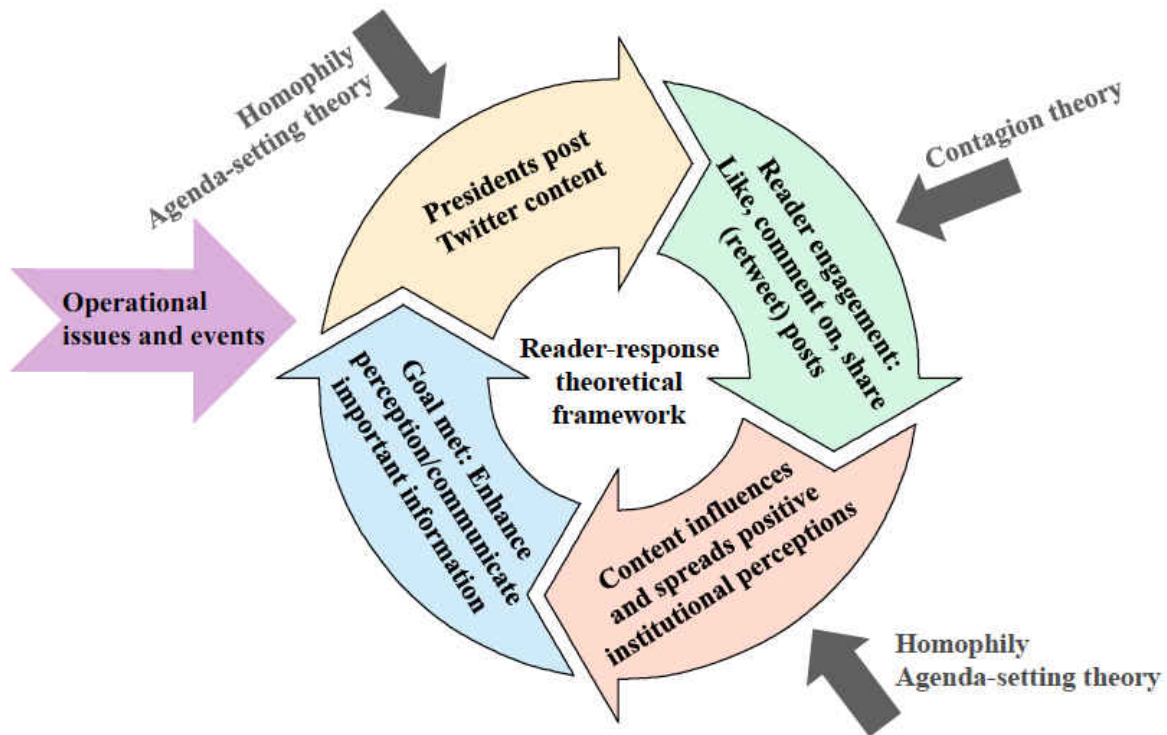 Homophily
Agenda-setting theory
Contagion theory
Presidents post
Twitter content
Reader engagement:
Like, comment on, share
(retweet) posts
Operational
issues and events
Reader-response
theoretical
framework
Goal met: Enhance
perception/communicate
important information
Content influences
and spreads positive
institutional perceptions
Homophily
Agenda-setting theory